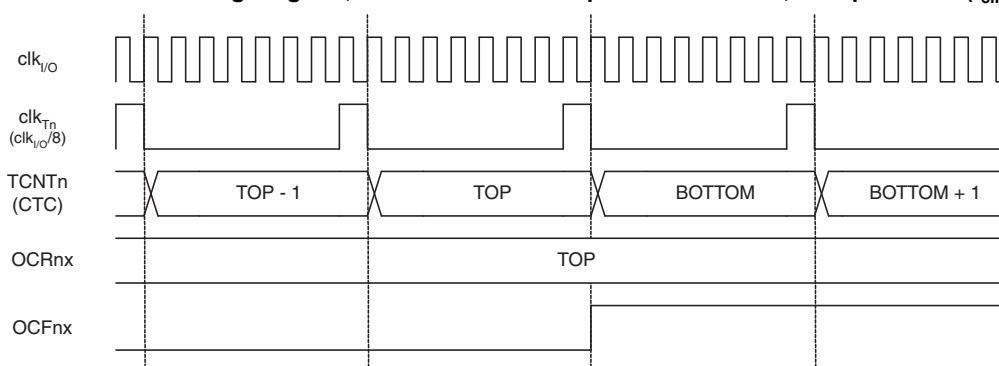 clkI/O
clkTn
(clkI/O/8)
TCNTn
(CTC)
TOP - 1
TOP
BOTTOM
BOTTOM + 1
OCRnx
TOP
OCFnx